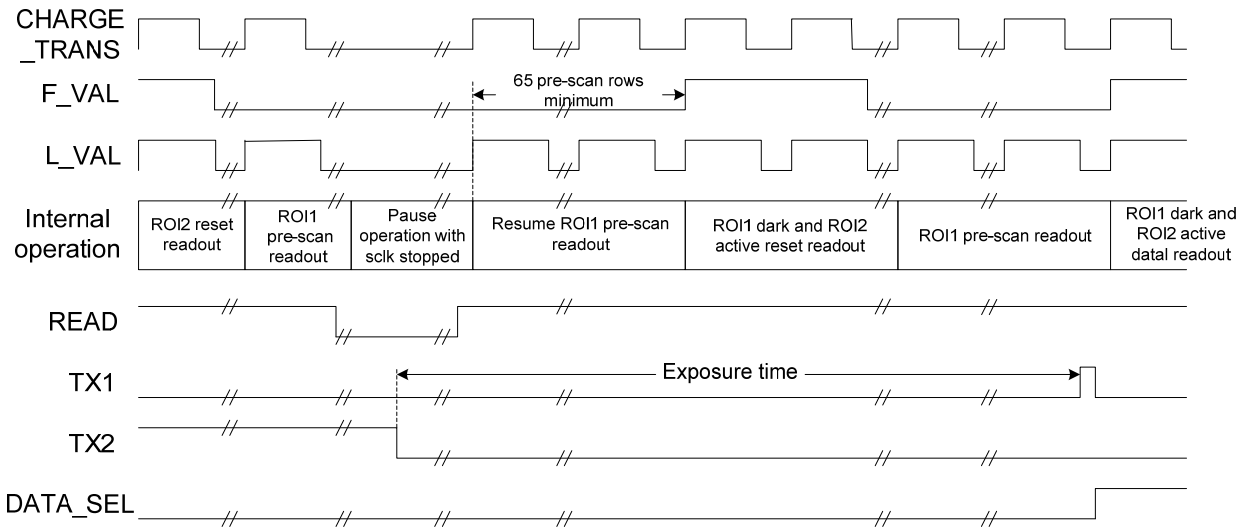 CHARGE
_TRANS
F_VAL
65 pre-scan rows
minimum
L_VAL
Internal
operation
ROI2 reset
readout
ROI1
pre-scan
readout
Pause
operation with
sclk stopped
Resume ROI1 pre-scan
readout
ROI1 dark and ROI2
active reset readout
ROI1 pre-scan readout
ROI1 dark and
ROI2 active
datal readout
READ
TX1
Exposure time
TX2
DATA_SEL